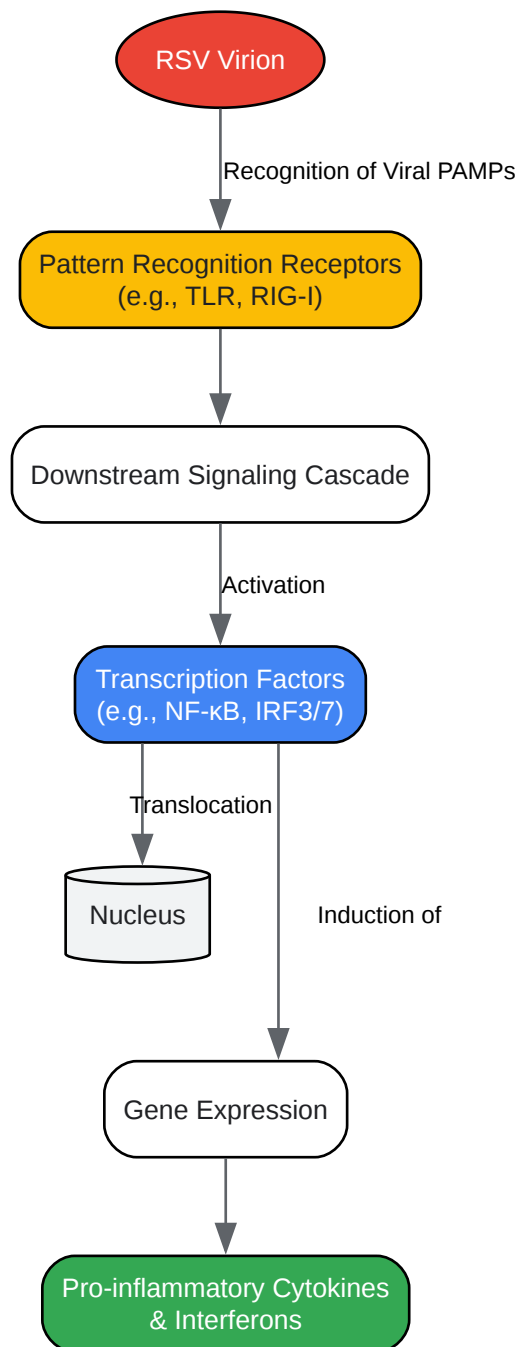 RSV Virion
Recognition of Viral PAMPs
Pattern Recognition Receptors
(e.g., TLR, RIG-I)
Downstream Signaling Cascade
Activation
Transcription Factors
(e.g., NF-κB, IRF3/7)
Translocation
Nucleus
Induction of
Gene Expression
Pro-inflammatory Cytokines
& Interferons